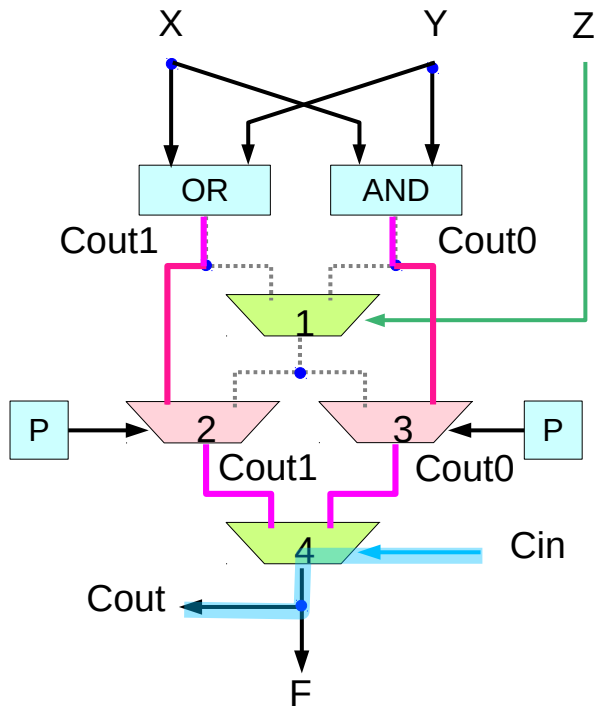 X Y Z
OR AND
Cout1 Cout0
1
P 2 3 P
Cout1 Cout0
4 Cin
Cout
F